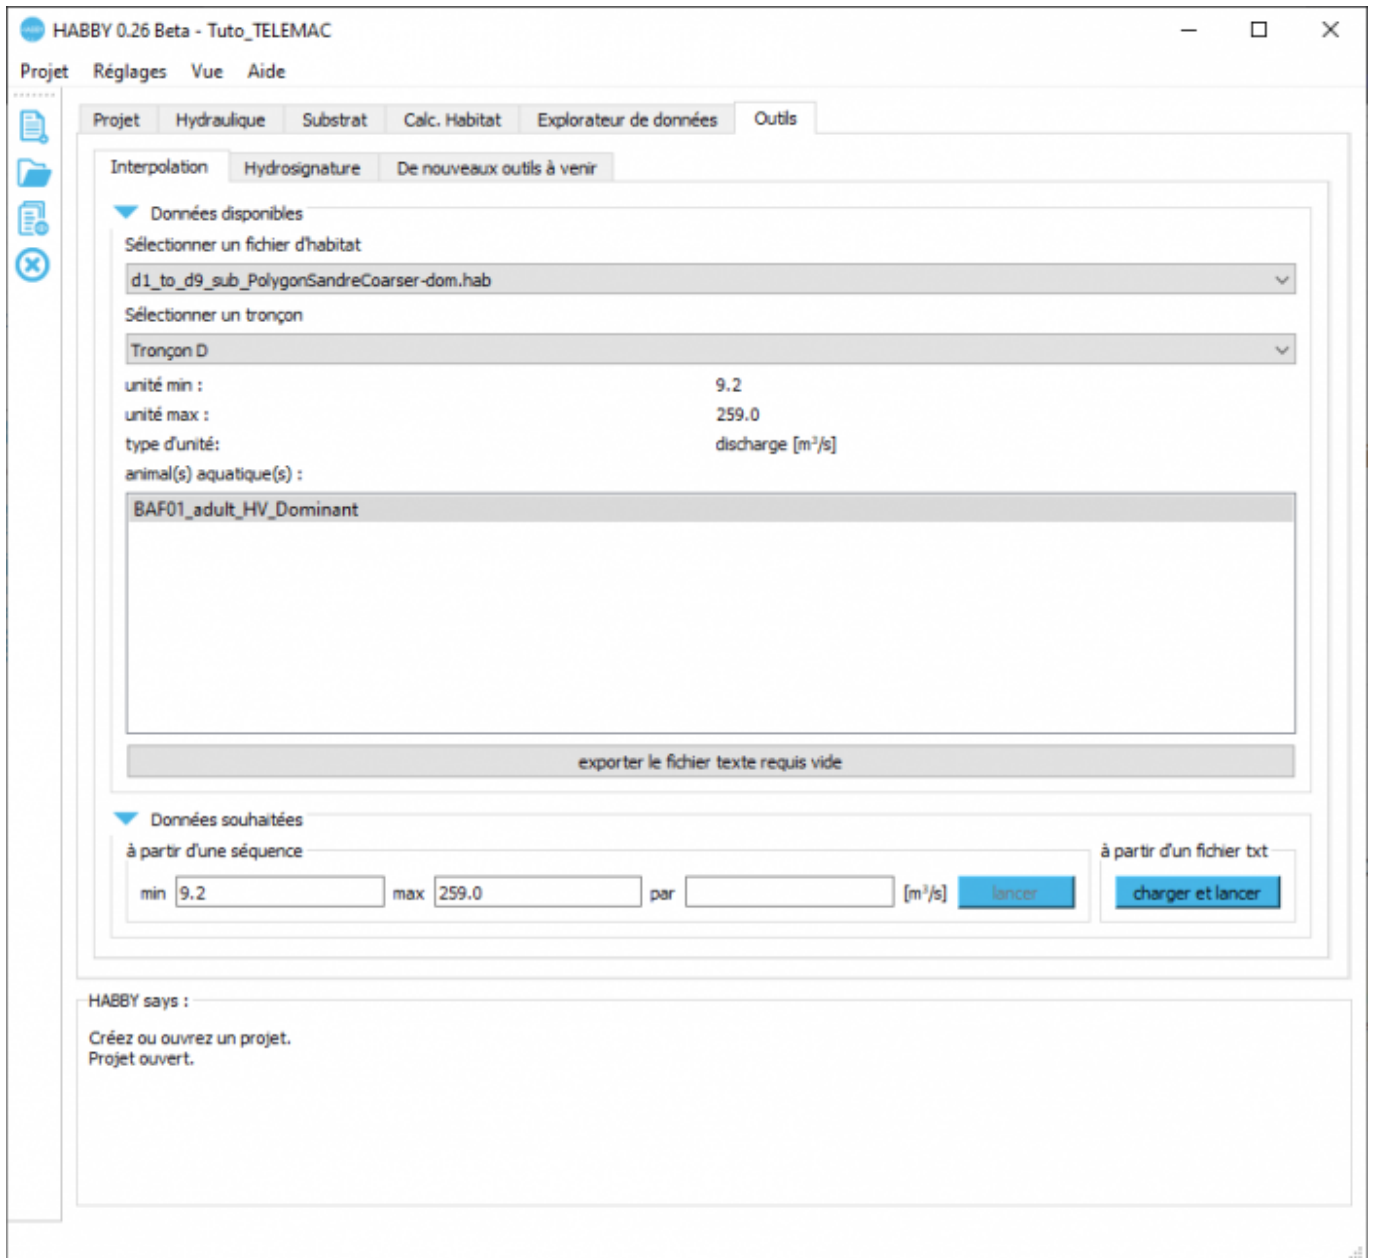 HABBY 0.26 Beta - Tuto_TELEMAC
Projet Réglages Vue Aide
Projet Hydraulique Substrat Calc. Habitat Explorateur de données Outils
Interpolation Hydrosignature De nouveaux outils à venir
Données disponibles
Sélectionner un fichier d'habitat
d1_to_d9_sub_PolygonSandreCoarser-dom.hab
Sélectionner un tronçon
Tronçon D
unité min : 9.2
unité max : 259.0
type d'unité: discharge [m³/s]
animal(s) aquatique(s) :
BAF01_adult_HV_Dominant
exporter le fichier texte requis vide
Données souhaitées
à partir d'une séquence à partir d'un fichier txt
min 9.2 max 259.0 par [m³/s] lancer charger et lancer
HABBY says :
Créez ou ouvrez un projet.
Projet ouvert.